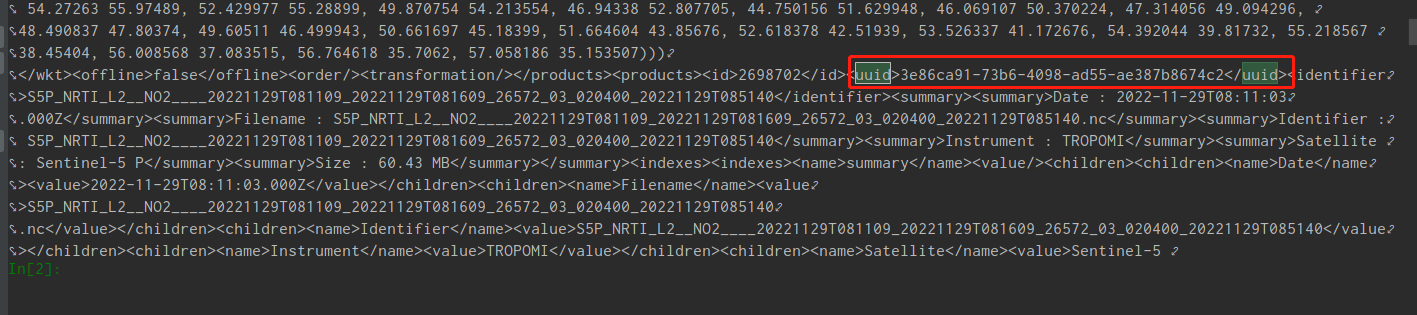 54.27263 55.97489, 52.429977 55.28899, 49.870754 54.213554, 46.94338 52.807705, 44.750156 51.629948, 46.069107 50.370224, 47.314056 49.094296,
48.490837 47.80374, 49.60511 46.499943, 50.661697 45.18399, 51.664604 43.85676, 52.618378 42.51939, 53.526337 41.172676, 54.392044 39.81732, 55.218567
38.45404, 56.008568 37.083515, 56.764618 35.7062, 57.058186 35.153507)))
</wkt><offline>false</offline><order/><transformation/></products><products><id>2698702</id><uuid>3e86ca91-73b6-4098-ad55-ae387b8674c2</uuid><identifier
>S5P_NRTI_L2__NO2____20221129T081109_20221129T081609_26572_03_020400_20221129T085140</identifier><summary><summary>Date : 2022-11-29T08:11:03
.000Z</summary><summary>Filename : S5P_NRTI_L2__NO2____20221129T081109_20221129T081609_26572_03_020400_20221129T085140.nc</summary><summary>Identifier :
S5P_NRTI_L2__NO2____20221129T081109_20221129T081609_26572_03_020400_20221129T085140</summary><summary>Instrument : TROPOMI</summary><summary>Satellite
: Sentinel-5 P</summary><summary>Size : 60.43 MB</summary></summary><indexes><indexes><name>summary</name><value/><children><children><name>Date</name
><value>2022-11-29T08:11:03.000Z</value></children><children><name>Filename</name><value
>S5P_NRTI_L2__NO2____20221129T081109_20221129T081609_26572_03_020400_20221129T085140
.nc</value></children><children><name>Identifier</name><value>S5P_NRTI_L2__NO2____20221129T081109_20221129T081609_26572_03_020400_20221129T085140</value
></children><children><name>Instrument</name><value>TROPOMI</value></children><children><name>Satellite</name><value>Sentinel-5
In[2]: